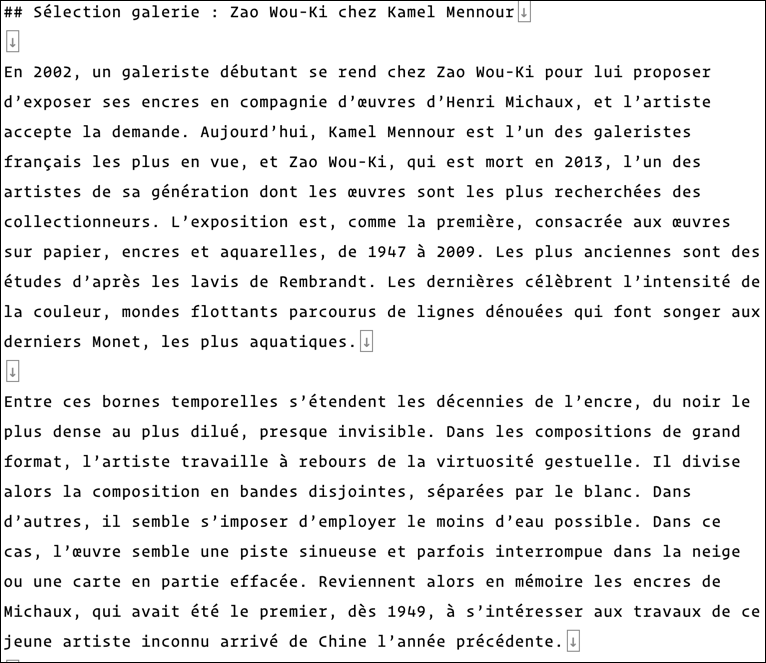 ## Sélection galerie : Zao Wou-Ki chez Kamel Mennour↓
↓
En 2002, un galeriste débutant se rend chez Zao Wou-Ki pour lui proposer
d’exposer ses encres en compagnie d’œuvres d’Henri Michaux, et l’artiste
accepte la demande. Aujourd’hui, Kamel Mennour est l’un des galeristes
français les plus en vue, et Zao Wou-Ki, qui est mort en 2013, l’un des
artistes de sa génération dont les œuvres sont les plus recherchées des
collectionneurs. L’exposition est, comme la première, consacrée aux œuvres
sur papier, encres et aquarelles, de 1947 à 2009. Les plus anciennes sont des
études d’après les lavis de Rembrandt. Les dernières célèbrent l’intensité de
la couleur, mondes flottants parcourus de lignes dénouées qui font songer aux
derniers Monet, les plus aquatiques.↓
↓
Entre ces bornes temporelles s’étendent les décennies de l’encre, du noir le
plus dense au plus dilué, presque invisible. Dans les compositions de grand
format, l’artiste travaille à rebours de la virtuosité gestuelle. Il divise
alors la composition en bandes disjointes, séparées par le blanc. Dans
d’autres, il semble s’imposer d’employer le moins d’eau possible. Dans ce
cas, l’œuvre semble une piste sinueuse et parfois interrompue dans la neige
ou une carte en partie effacée. Reviennent alors en mémoire les encres de
Michaux, qui avait été le premier, dès 1949, à s’intéresser aux travaux de ce
jeune artiste inconnu arrivé de Chine l’année précédente.↓